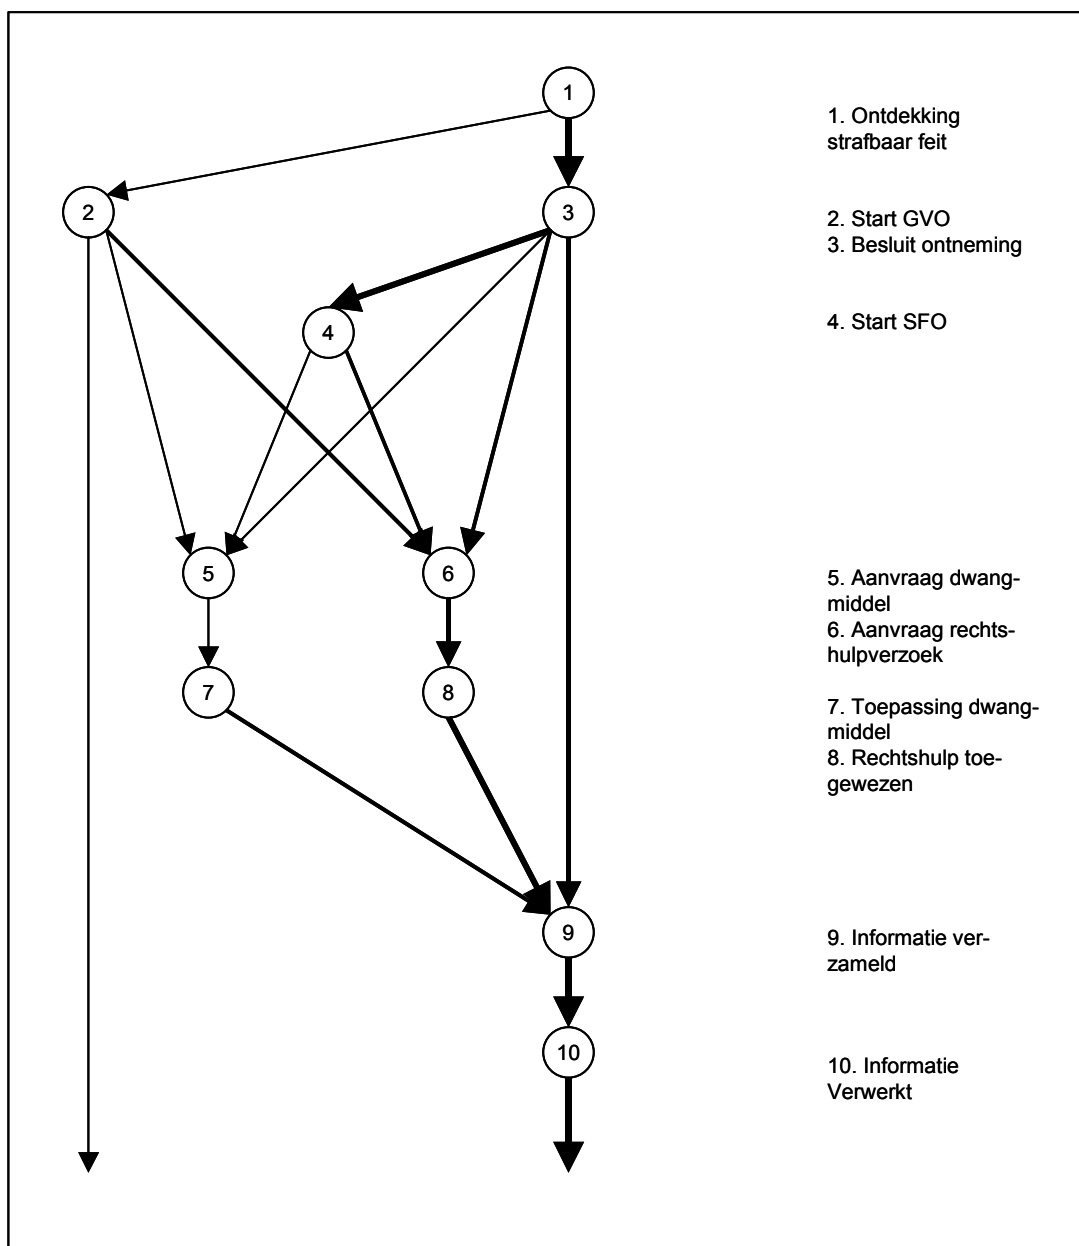 1
1. Ontdekking
strafbaar feit
2
3
2. Start GVO
3. Besluit ontneming
4
4. Start SFO
5
6
5. Aanvraag dwang-
middel
6. Aanvraag rechts-
hulpverzoek
7
8
7. Toepassing dwang-
middel
8. Rechtshulp toe-
gewezen
9
9. Informatie ver-
zameld
10
10. Informatie
Verwerkt